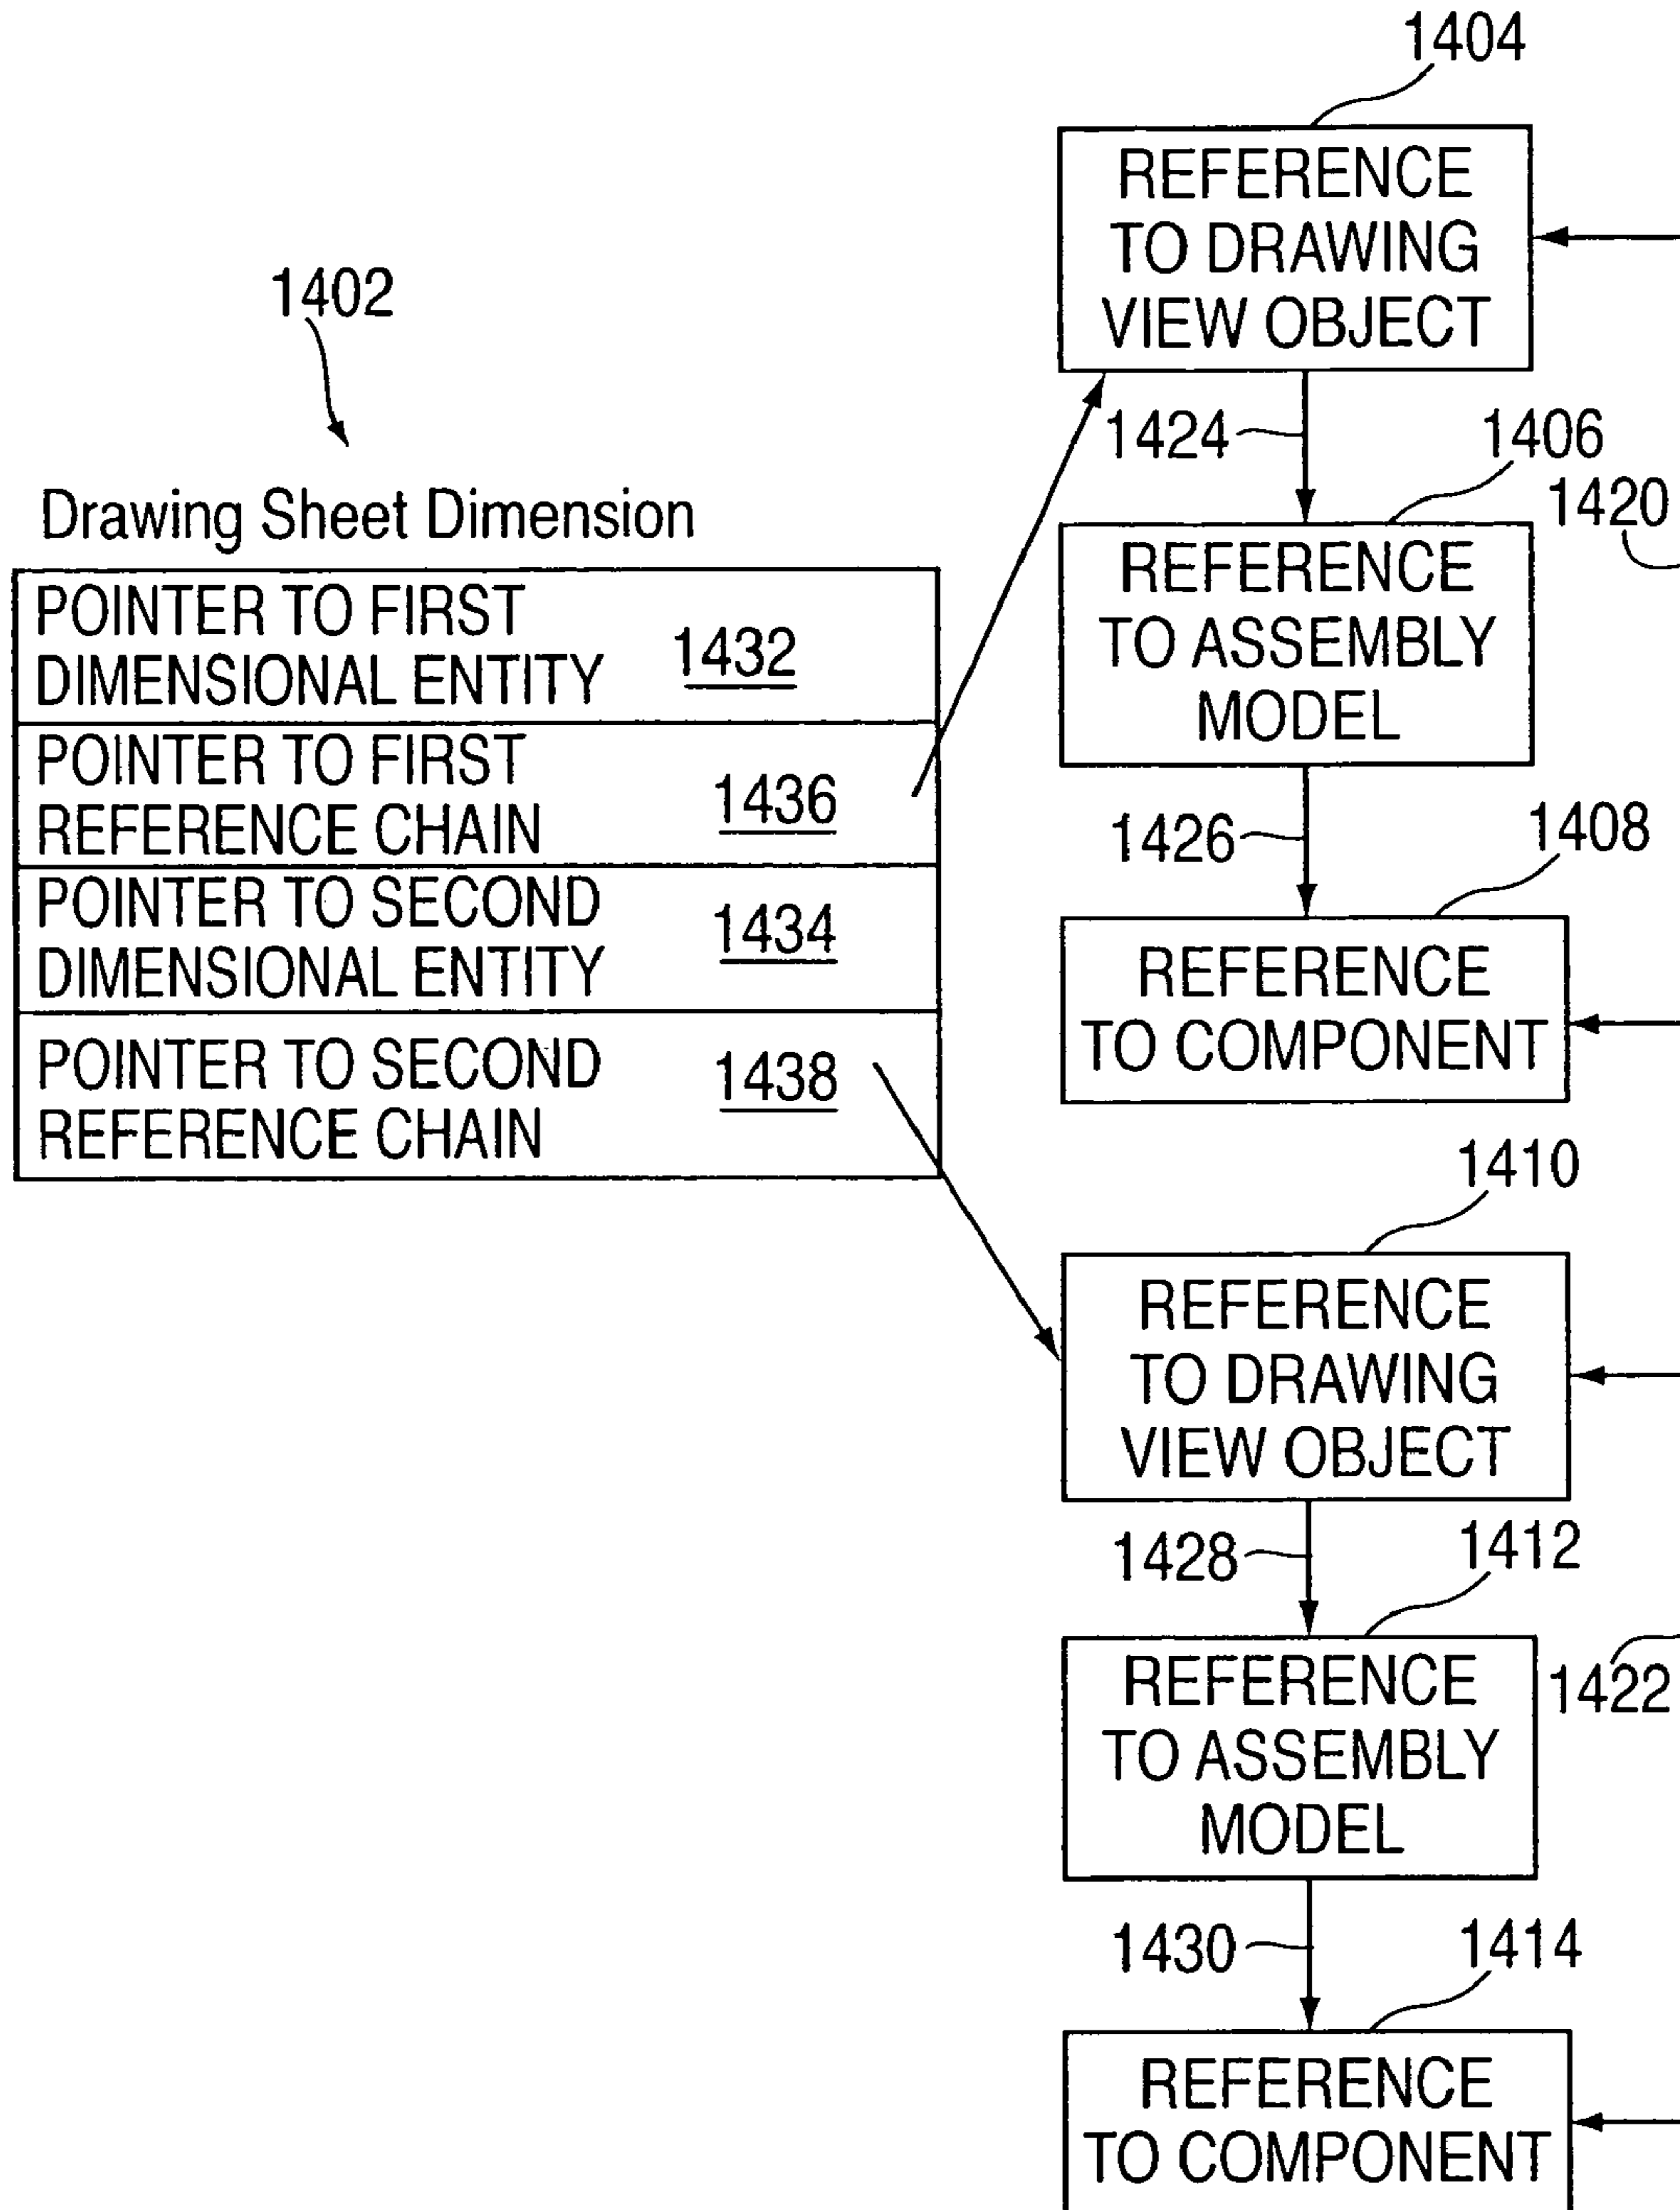 1404
REFERENCE
TO DRAWING
VIEW OBJECT
1402
1424
1406
1420
Drawing Sheet Dimension
REFERENCE
TO ASSEMBLY
MODEL
POINTER TO FIRST
DIMENSIONAL ENTITY 1432
POINTER TO FIRST
REFERENCE CHAIN 1436
POINTER TO SECOND
DIMENSIONAL ENTITY 1434
POINTER TO SECOND
REFERENCE CHAIN 1438
1426
1408
REFERENCE
TO COMPONENT
1410
REFERENCE
TO DRAWING
VIEW OBJECT
1428
1412
REFERENCE
TO ASSEMBLY
MODEL
1422
1430
1414
REFERENCE
TO COMPONENT